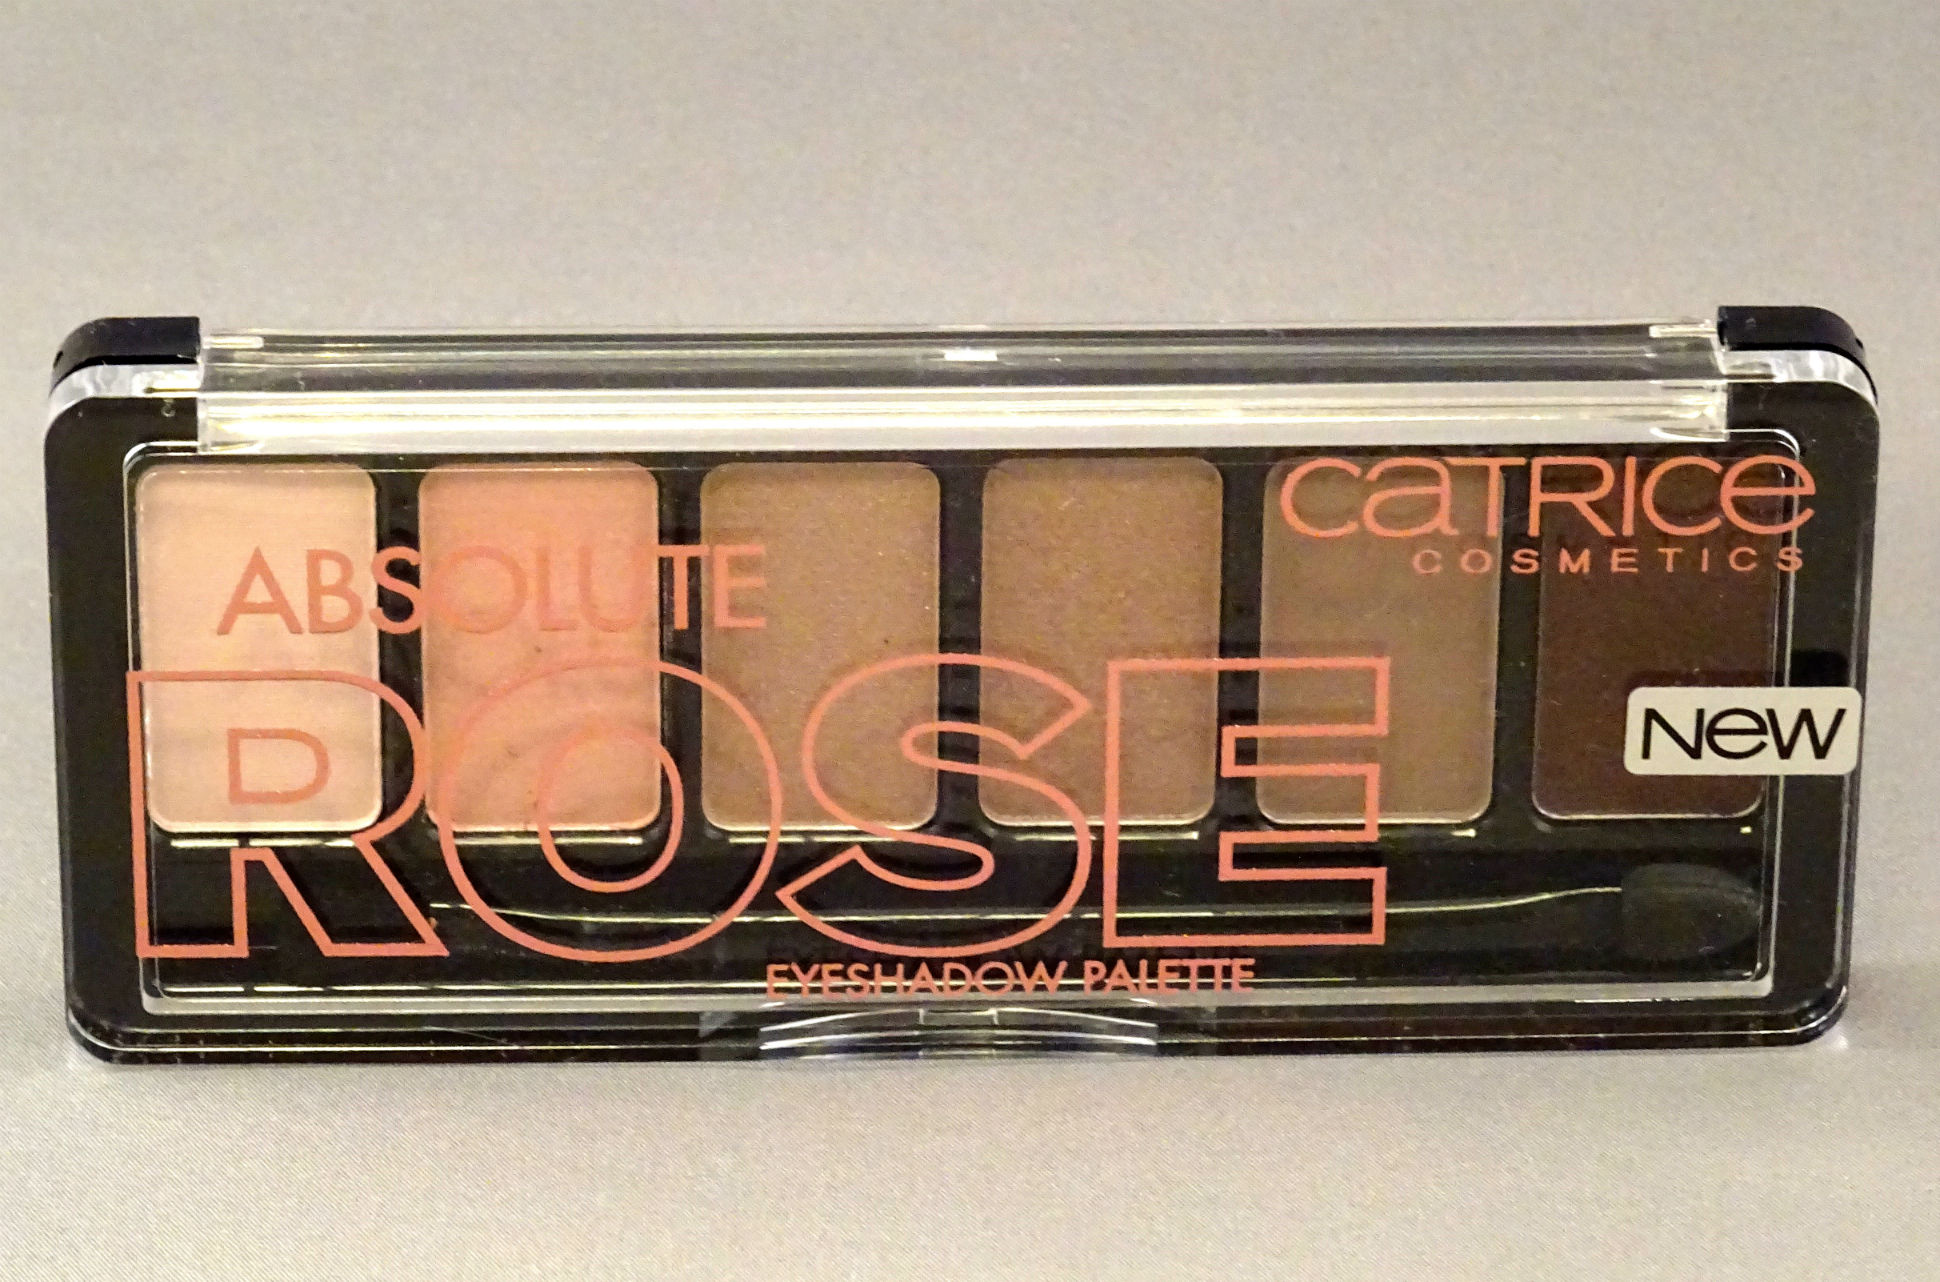 CATRICE
COSMETICS
ABSOLUTE
ROSE
NEW
EYESHADOW PALETTE